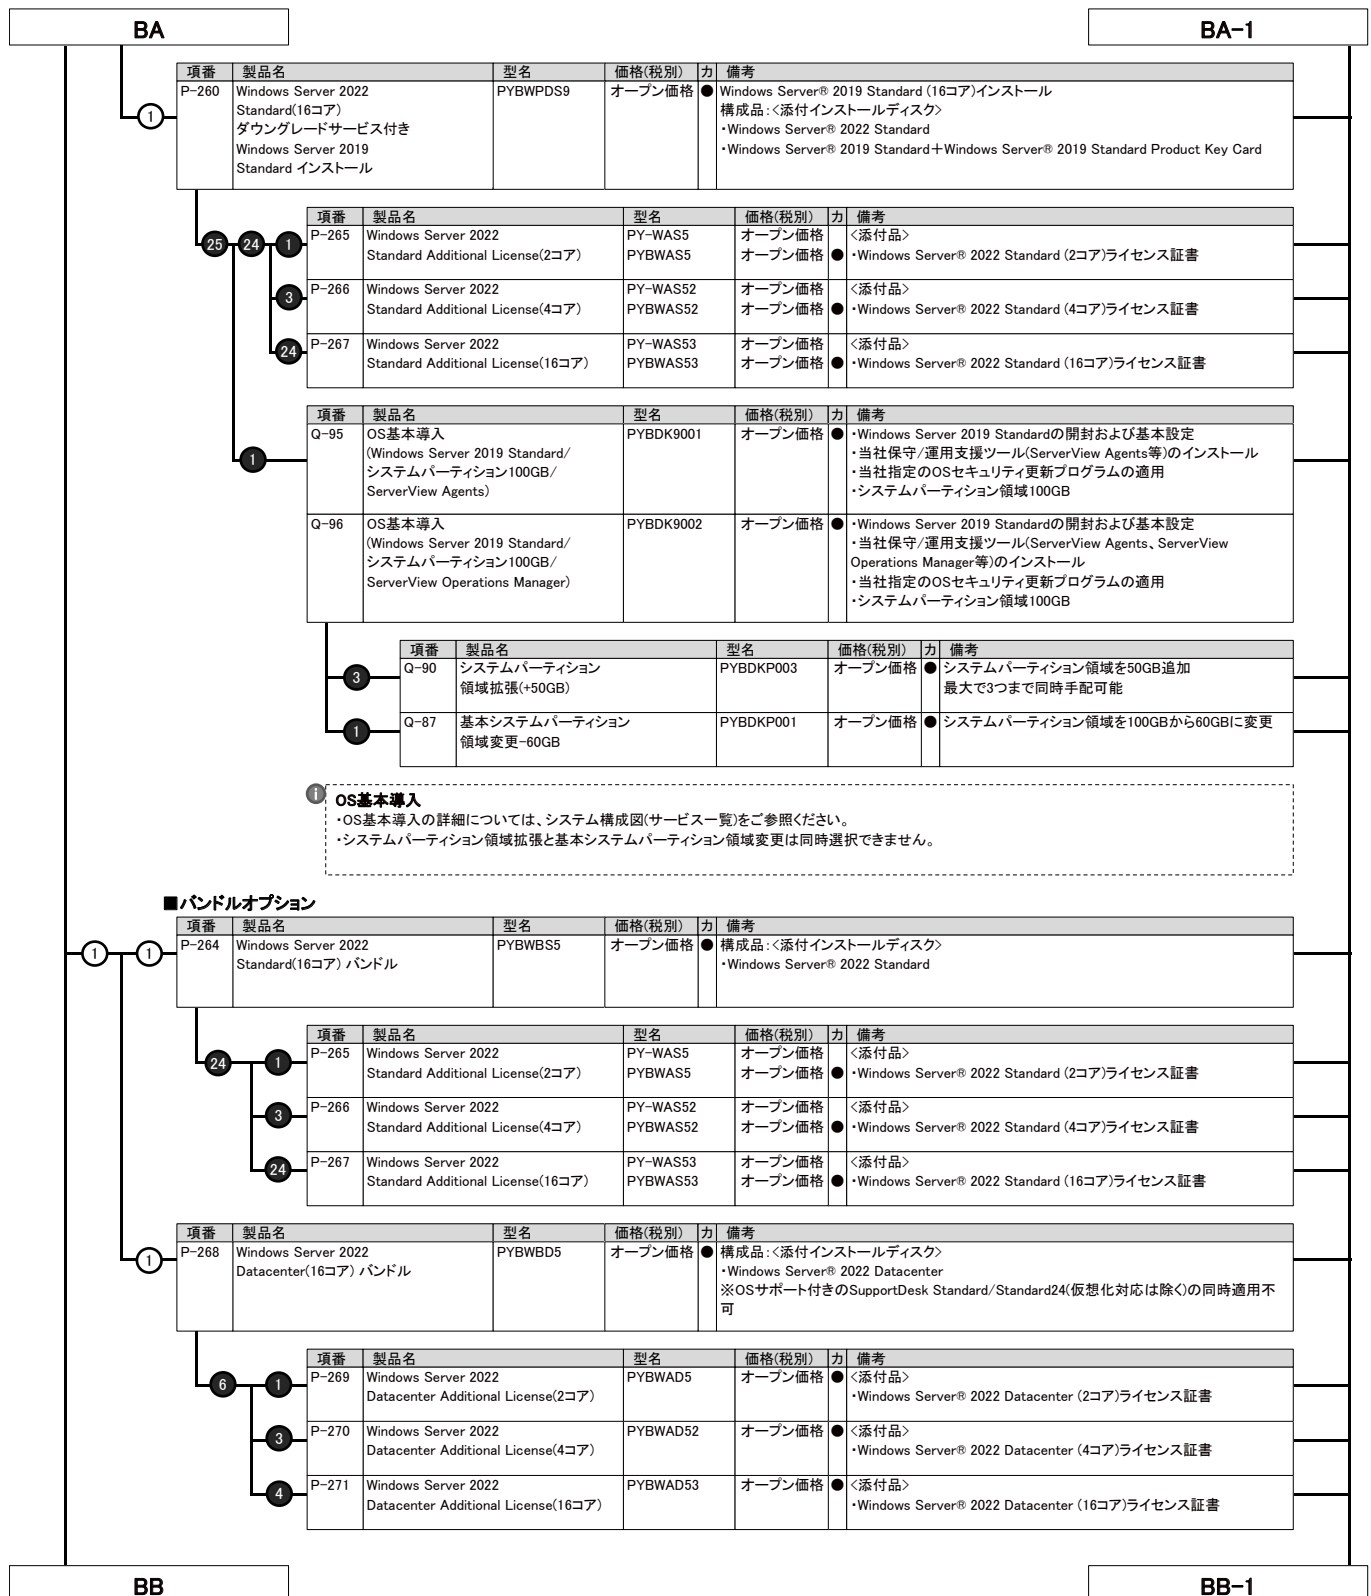 BA
BA-1
項番 製品名 型名 価格(税別) カ 備考
P-260 Windows Server 2022 PYBWPDS9 オープン価格 ● Windows Server® 2019 Standard (16コア)インストール
Standard(16コア) 構成品：<添付インストールディスク>
ダウングレードサービス付き ・Windows Server® 2022 Standard
Windows Server 2019 ・Windows Server® 2019 Standard＋Windows Server® 2019 Standard Product Key Card
Standard インストール
1
項番 製品名 型名 価格(税別) カ 備考
25 24 1 P-265 Windows Server 2022 PY-WAS5 オープン価格 <添付品>
Standard Additional License(2コア) PYBWAS5 オープン価格 ● ・Windows Server® 2022 Standard (2コア)ライセンス証書
3 P-266 Windows Server 2022 PY-WAS52 オープン価格 <添付品>
Standard Additional License(4コア) PYBWAS52 オープン価格 ● ・Windows Server® 2022 Standard (4コア)ライセンス証書
24 P-267 Windows Server 2022 PY-WAS53 オープン価格 <添付品>
Standard Additional License(16コア) PYBWAS53 オープン価格 ● ・Windows Server® 2022 Standard (16コア)ライセンス証書
項番 製品名 型名 価格(税別) カ 備考
Q-95 OS基本導入 PYBDK9001 オープン価格 ● ・Windows Server 2019 Standardの開封および基本設定
(Windows Server 2019 Standard/ ・当社保守/運用支援ツール(ServerView Agents等)のインストール
1 システムパーティション100GB/ ・当社指定のOSセキュリティ更新プログラムの適用
ServerView Agents) ・システムパーティション領域100GB
Q-96 OS基本導入 PYBDK9002 オープン価格 ● ・Windows Server 2019 Standardの開封および基本設定
(Windows Server 2019 Standard/ ・当社保守/運用支援ツール(ServerView Agents、ServerView
システムパーティション100GB/ Operations Manager等)のインストール
ServerView Operations Manager) ・当社指定のOSセキュリティ更新プログラムの適用
・システムパーティション領域100GB
項番 製品名 型名 価格(税別) カ 備考
3 Q-90 システムパーティション PYBDKP003 オープン価格 ● システムパーティション領域を50GB追加
領域拡張(+50GB) 最大で3つまで同時手配可能
1 Q-87 基本システムパーティション PYBDKP001 オープン価格 ● システムパーティション領域を100GBから60GBに変更
領域変更-60GB
i OS基本導入
・OS基本導入の詳細については、システム構成図(サービス一覧)をご参照ください。
・システムパーティション領域拡張と基本システムパーティション領域変更は同時選択できません。
■バンドルオプション
項番 製品名 型名 価格(税別) カ 備考
1 1 P-264 Windows Server 2022 PYBWBS5 オープン価格 ● 構成品：<添付インストールディスク>
Standard(16コア) バンドル ・Windows Server® 2022 Standard
項番 製品名 型名 価格(税別) カ 備考
24 1 P-265 Windows Server 2022 PY-WAS5 オープン価格 <添付品>
Standard Additional License(2コア) PYBWAS5 オープン価格 ● ・Windows Server® 2022 Standard (2コア)ライセンス証書
3 P-266 Windows Server 2022 PY-WAS52 オープン価格 <添付品>
Standard Additional License(4コア) PYBWAS52 オープン価格 ● ・Windows Server® 2022 Standard (4コア)ライセンス証書
24 P-267 Windows Server 2022 PY-WAS53 オープン価格 <添付品>
Standard Additional License(16コア) PYBWAS53 オープン価格 ● ・Windows Server® 2022 Standard (16コア)ライセンス証書
項番 製品名 型名 価格(税別) カ 備考
1 P-268 Windows Server 2022 PYBWBD5 オープン価格 ● 構成品：<添付インストールディスク>
Datacenter(16コア) バンドル ・Windows Server® 2022 Datacenter
※OSサポート付きのSupportDesk Standard/Standard24(仮想化対応は除く)の同時適用不
可
項番 製品名 型名 価格(税別) カ 備考
6 1 P-269 Windows Server 2022 PYBWAD5 オープン価格 ● <添付品>
Datacenter Additional License(2コア) ・Windows Server® 2022 Datacenter (2コア)ライセンス証書
3 P-270 Windows Server 2022 PYBWAD52 オープン価格 ● <添付品>
Datacenter Additional License(4コア) ・Windows Server® 2022 Datacenter (4コア)ライセンス証書
4 P-271 Windows Server 2022 PYBWAD53 オープン価格 ● <添付品>
Datacenter Additional License(16コア) ・Windows Server® 2022 Datacenter (16コア)ライセンス証書
BB
BB-1